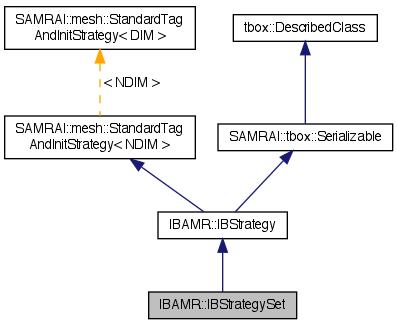 SAMRAI::mesh::StandardTag
AndInitStrategy< DIM >
tbox::DescribedClass
< NDIM >
SAMRAI::mesh::StandardTag
AndInitStrategy< NDIM >
SAMRAI::tbox::Serializable
IBAMR::IBStrategy
IBAMR::IBStrategySet